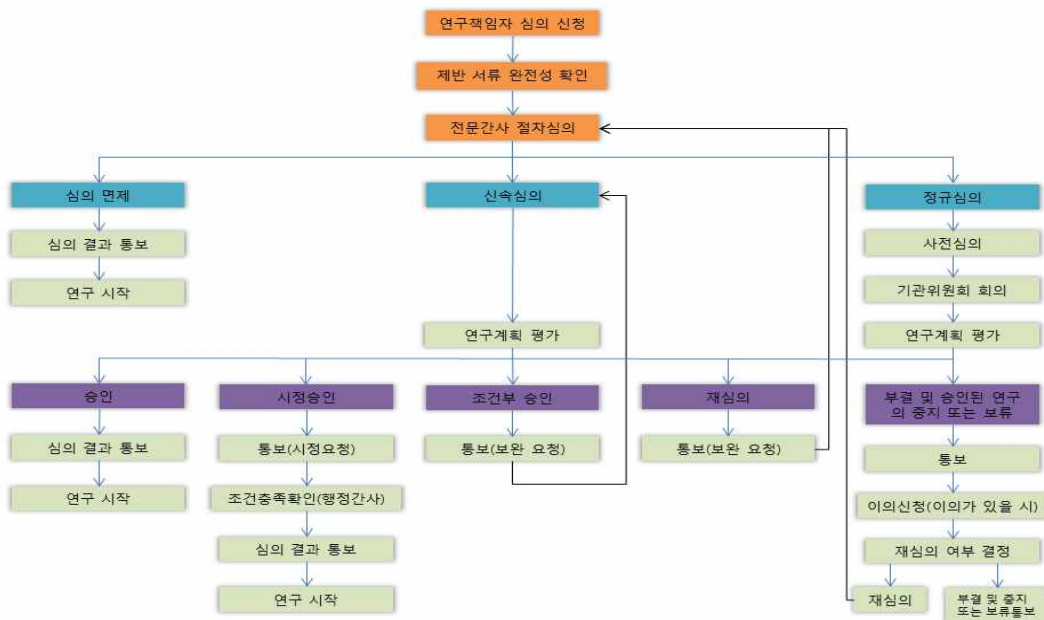 연구책임자 심의 신청
제반 서류 완전성 확인
전문간사 절차심의
심의 면제
신속심의
정규심의
심의 결과 통보
사전심의
연구 시작
기관위원회 회의
연구계획 평가
연구계획 평가
승인
시정승인
조건부 승인
재심의
부결 및 승인된 연구
의 중지 또는 보류
심의 결과 통보
통보(시정요청)
통보(보완 요청)
통보(보완 요청)
통보
연구 시작
조건충족확인(행정간사)
이의신청(이의가 있을 시)
심의 결과 통보
재심의 여부 결정
연구 시작
재심의
부결 및 중지
또는 보류통보